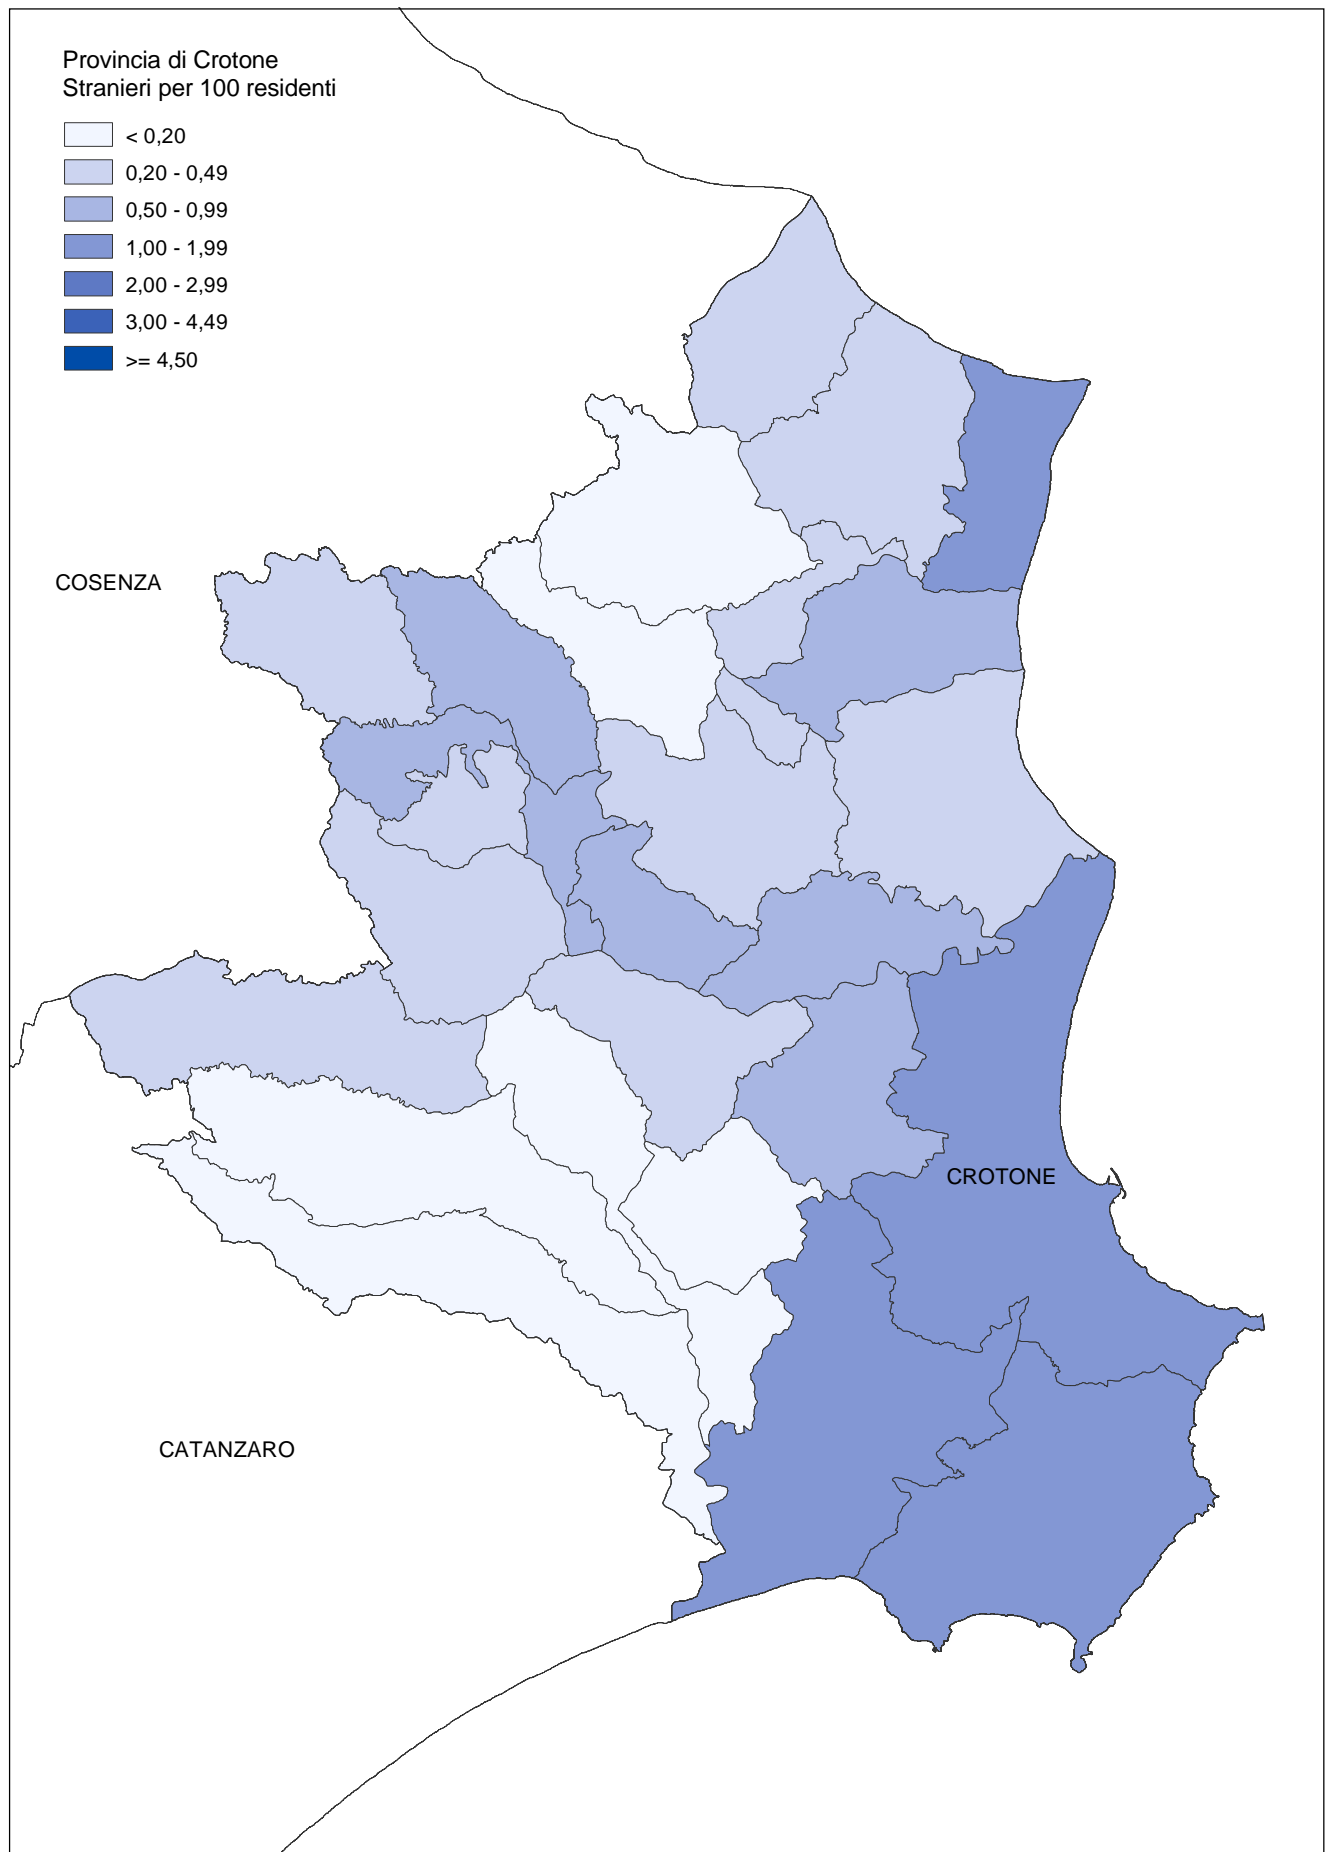 Provincia di Crotone
Stranieri per 100 residenti
< 0,20
0,20 - 0,49
0,50 - 0,99
1,00 - 1,99
2,00 - 2,99
3,00 - 4,49
>= 4,50
COSENZA
CROTONE
CATANZARO